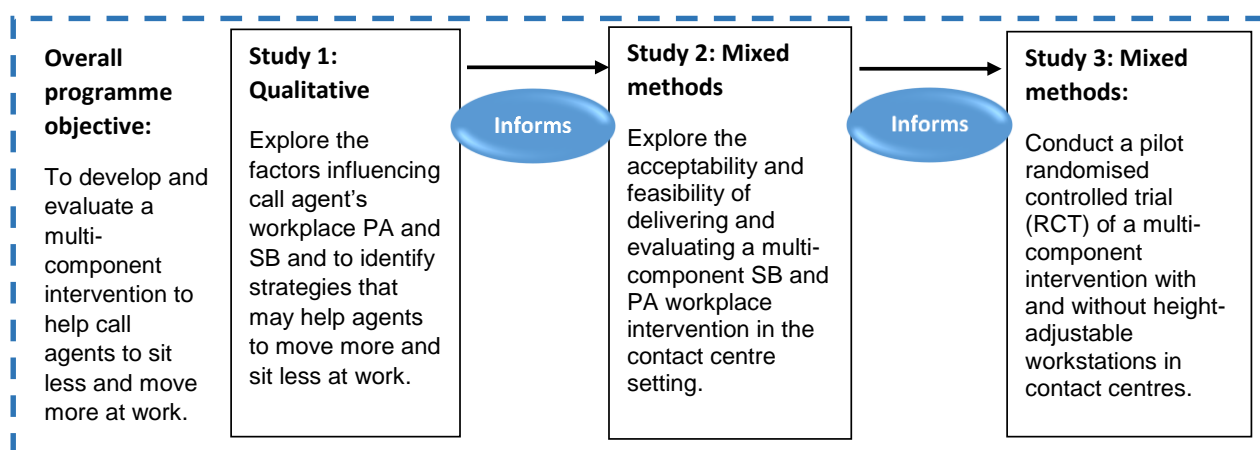 Overall
programme
objective:
To develop and
evaluate a
multi-
component
intervention to
help call
agents to sit
less and move
more at work.
Study 1:
Qualitative
Explore the
factors influencing
call agent's
workplace PA and
SB and to identify
strategies that
may help agents
to move more and
sit less at work.
Informs
Study 2: Mixed
methods
Explore the
acceptability and
feasibility of
delivering and
evaluating a multi-
component SB and
PA workplace
intervention in the
contact centre
setting.
Informs
Study 3: Mixed
methods:
Conduct a pilot
randomised
controlled trial
(RCT) of a multi-
component
intervention with
and without height-
adjustable
workstations in
contact centres.